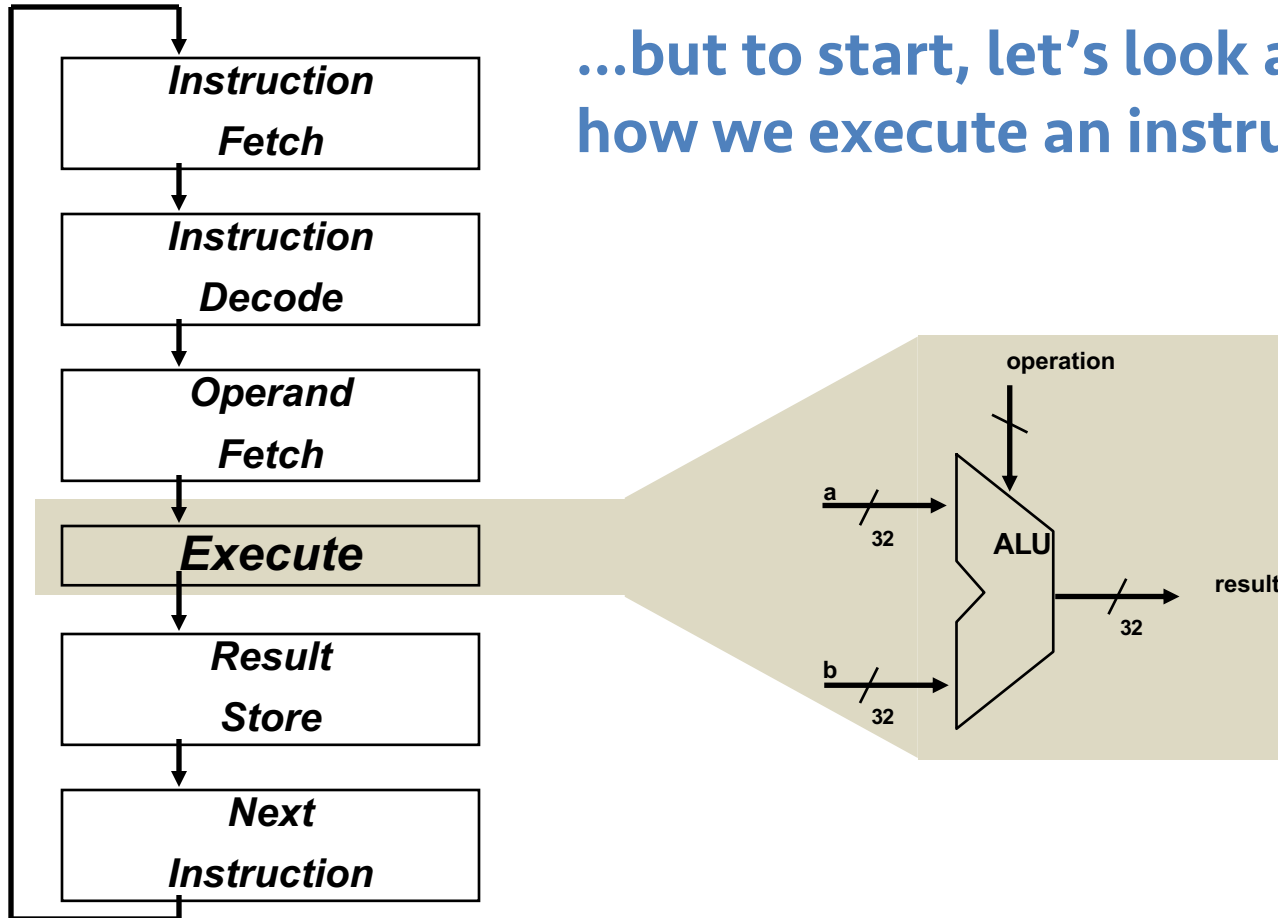 ...but to start, let's look a
how we execute an instru
Instruction
Fetch
Instruction
Decode
Operand
Fetch
Execute
Result
Store
Next
Instruction
operation
a
32
ALU
result
32
b
32